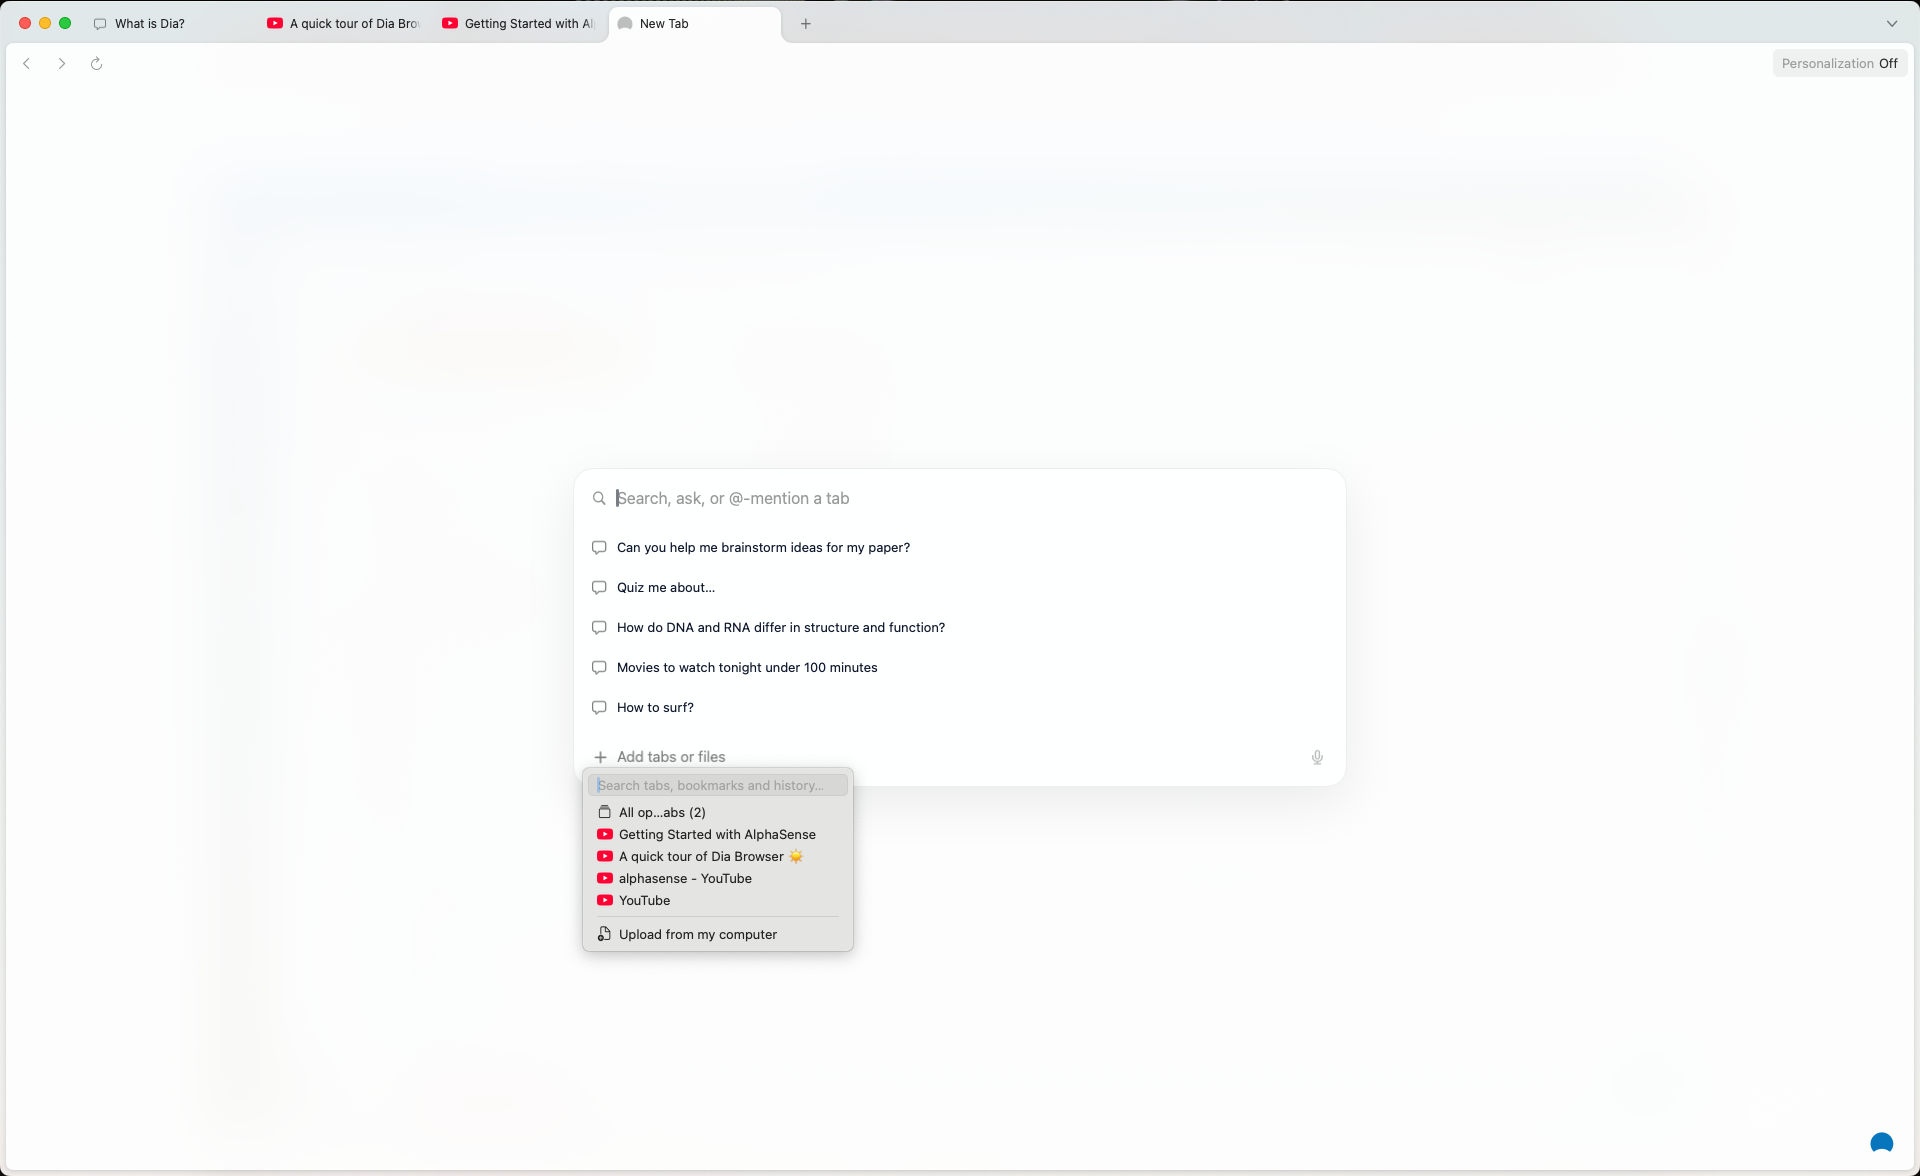 What is Dia?
A quick tour of Dia Bro
Getting Started with Al
New Tab
Personalization Off
Search, ask, or @-mention a tab
Can you help me brainstorm ideas for my paper?
Quiz me about...
How do DNA and RNA differ in structure and function?
Movies to watch tonight under 100 minutes
How to surf?
Add tabs or files
Search tabs, bookmarks and history...
All op...abs (2)
Getting Started with AlphaSense
A quick tour of Dia Browser ☀️
alphasense - YouTube
YouTube
Upload from my computer